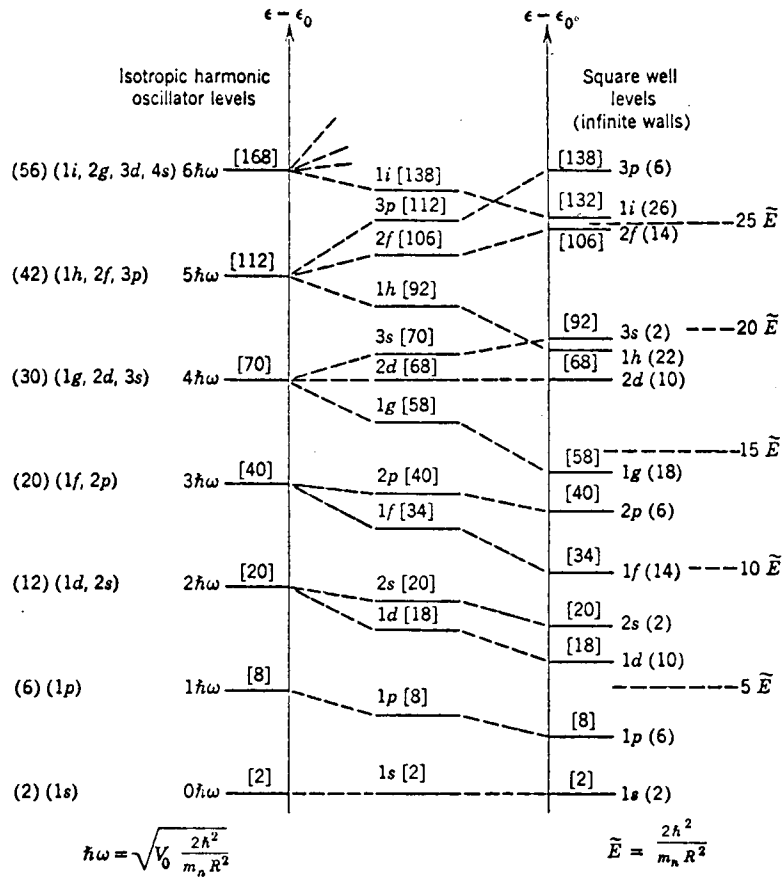 ϵ − ϵ₀
ϵ − ϵ₀
Isotropic harmonic
oscillator levels
Square well
levels
(infinite walls)
(56) (1i, 2g, 3d, 4s) 6ħω [168]
1i [138]
[138] 3p (6)
3p [112]
[132] 1i (26)
25 Ẽ
2f [106]
2f (14)
[106]
(42) (1h, 2f, 3p) 5ħω [112]
1h [92]
[92] 3s (2) 20 Ẽ
3s [70]
1h (22)
(30) (1g, 2d, 3s) 4ħω [70]
2d [68]
[68] 2d (10)
1g [58]
15 Ẽ
[58] 1g (18)
(20) (1f, 2p) 3ħω [40]
2p [40]
[40] 2p (6)
1f [34]
[34] 1f (14) 10 Ẽ
(12) (1d, 2s) 2ħω [20]
2s [20]
[20] 2s (2)
1d [18]
[18] 1d (10)
5 Ẽ
(6) (1p) 1ħω [8]
1p [8]
[8] 1p (6)
(2) (1s) 0ħω [2]
1s [2]
[2] 1s (2)
ħω = √(V₀ 2ħ²/mₙR²)
Ẽ = 2ħ²/mₙR²